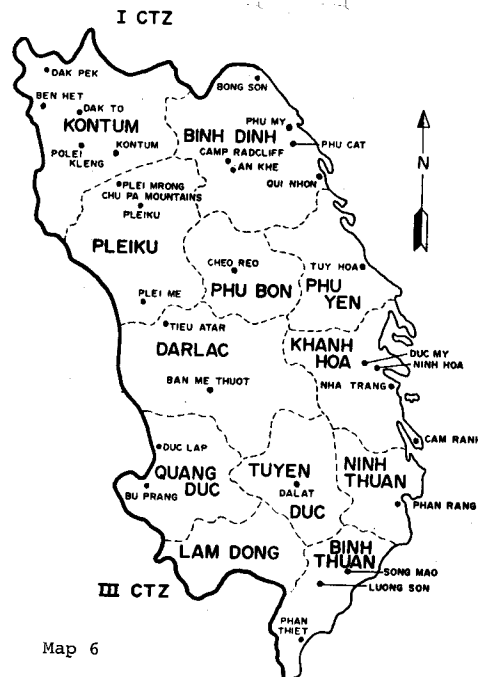 I CTZ
DAK PEK
BEN HET
DAK TO
KONTUM
POLEI
KLENG
KONTUM
BONG SON
PHU MY
BINH DINH
PHU CAT
CAMP RADCLIFF
AN KHE
QUI NHON
N
PLEI MRONG
CHU PA MOUNTAINS
PLEIKU
PLEIKU
CHEO REO
PHU BON
TUY HOA
PHU
YEN
PLEI ME
TIEU ATAR
DARLAC
KHANH
HOA
DUC MY
NINH HOA
BAN ME THUOT
NHA TRANG
CAM RANH
DUC LAP
QUANG
DUC
BU PRANG
TUYEN
DALAT
DUC
NINH
THUAN
PHAN RANG
LAM DONG
BINH
THUAN
SONG MAO
LUONG SON
III CTZ
PHAN
THIET
Map 6